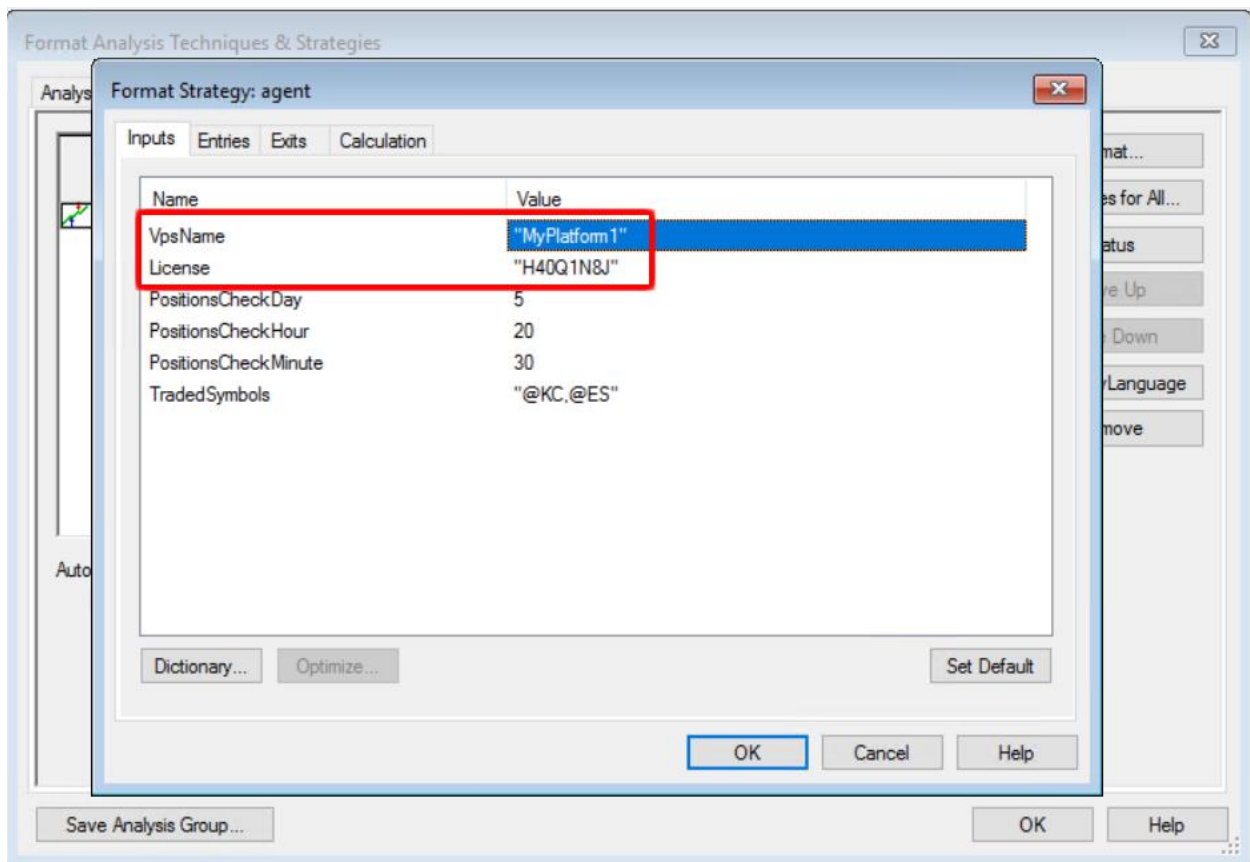 Format Analysis Techniques & Strategies
Analys
Format Strategy: agent
Inputs Entries Exits Calculation
Name Value
VpsName "MyPlatform1"
License "H40Q1N8J"
PositionsCheckDay 5
PositionsCheckHour 20
PositionsCheckMinute 30
TradedSymbols "@KC,@ES"
Dictionary... Optimize... Set Default
OK Cancel Help
mat...
es for All...
atus
ve Up
Down
yLanguage
move
Auto
Save Analysis Group... OK Help